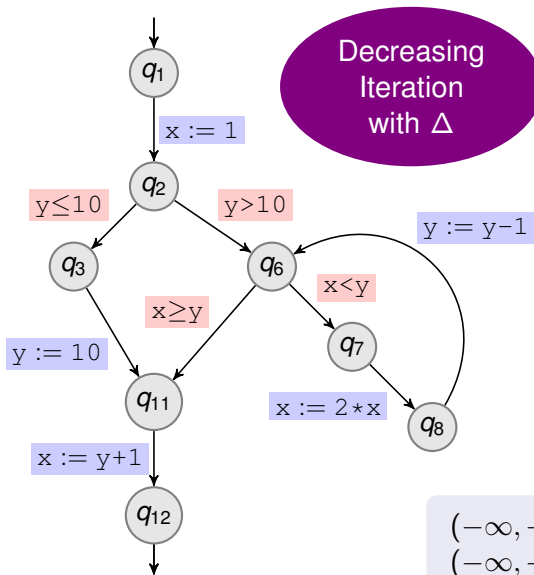 q1
Decreasing
Iteration
with Δ
x := 1
q2
y≤10
y>10
y := y-1
q3
q6
x<y
x≥y
q7
y := 10
x := 2*x
q11
q8
x := y+1
q12
(−∞, −
(−∞, −